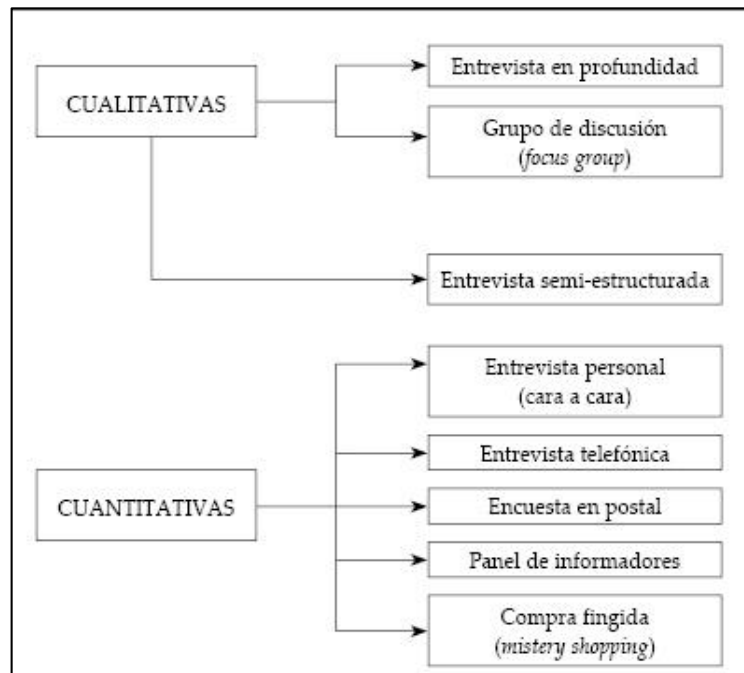 CUALITATIVAS
Entrevista en profundidad
Grupo de discusión
(focus group)
Entrevista semi-estructurada
CUANTITATIVAS
Entrevista personal
(cara a cara)
Entrevista telefónica
Encuesta en postal
Panel de informadores
Compra fingida
(mistery shopping)